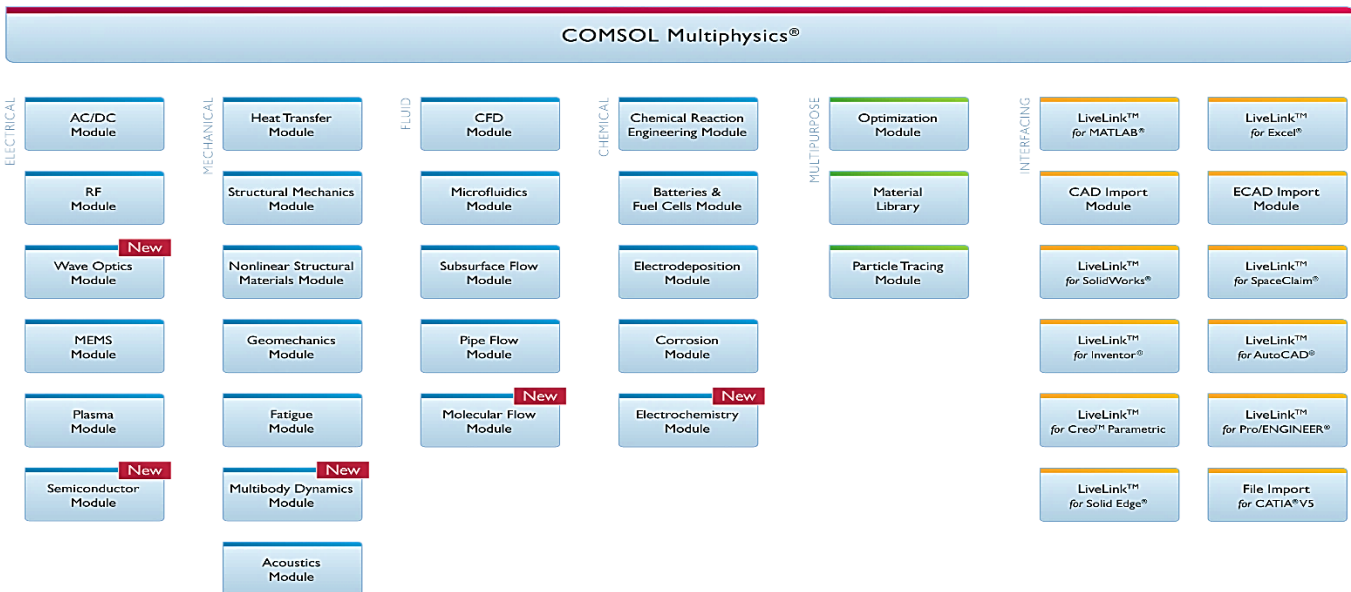 COMSOL Multiphysics®
ELECTRICAL
AC/DC
Module
RF
Module
New
Wave Optics
Module
MEMS
Module
Plasma
Module
New
Semiconductor
Module
MECHANICAL
Heat Transfer
Module
Structural Mechanics
Module
Nonlinear Structural
Materials Module
Geomechanics
Module
Fatigue
Module
New
Multibody Dynamics
Module
Acoustics
Module
FLUID
CFD
Module
Microfluidics
Module
Subsurface Flow
Module
Pipe Flow
Module
New
Molecular Flow
Module
CHEMICAL
Chemical Reaction
Engineering Module
Batteries &
Fuel Cells Module
Electrodeposition
Module
Corrosion
Module
New
Electrochemistry
Module
MULTIPURPOSE
Optimization
Module
Material
Library
Particle Tracing
Module
INTERFACING
LiveLink™
for MATLAB®
CAD Import
Module
LiveLink™
for SolidWorks®
LiveLink™
for Inventor®
LiveLink™
for Creo™ Parametric
LiveLink™
for Solid Edge®
LiveLink™
for Excel®
ECAD Import
Module
LiveLink™
for SpaceClaim®
LiveLink™
for AutoCAD®
LiveLink™
for Pro/ENGINEER®
File Import
for CATIA® V5